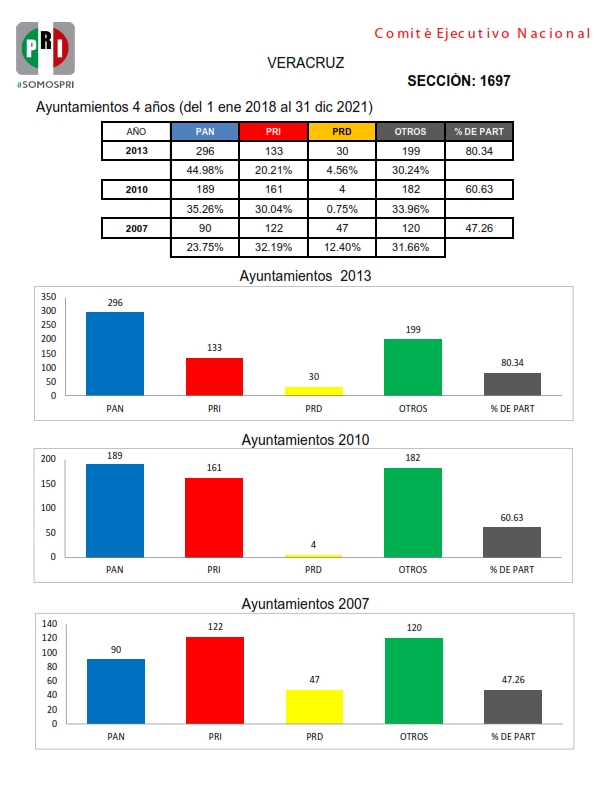 Comité Ejecutivo Nacional
PRI
#SOMOSPRI
VERACRUZ
SECCIÓN: 1697
Ayuntamientos 4 años (del 1 ene 2018 al 31 dic 2021)
AÑO PAN PRI PRD OTROS % DE PART
2013 296 133 30 199 80.34
44.98% 20.21% 4.56% 30.24%
2010 189 161 4 182 60.63
35.26% 30.04% 0.75% 33.96%
2007 90 122 47 120 47.26
23.75% 32.19% 12.40% 31.66%
Ayuntamientos 2013
350
300
250
200
150
100
50
0
296
133
30
199
80.34
PAN PRI PRD OTROS % DE PART
Ayuntamientos 2010
200
150
100
50
0
189
161
4
182
60.63
PAN PRI PRD OTROS % DE PART
Ayuntamientos 2007
140
120
100
80
60
40
20
0
90
122
47
120
47.26
PAN PRI PRD OTROS % DE PART